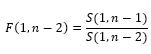 F(1, n − 2) = S(1, n − 1) / S(1, n − 2)